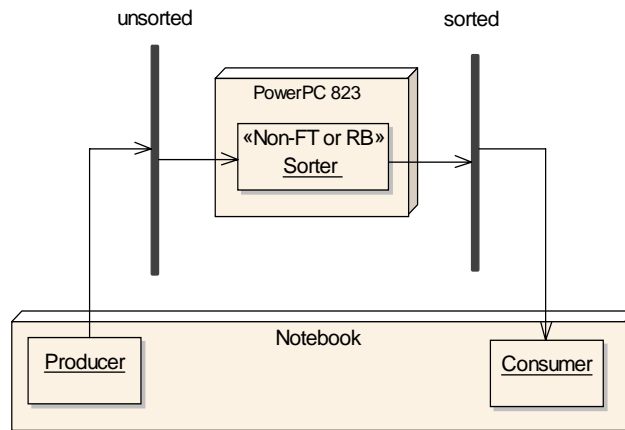 unsorted
sorted
PowerPC 823
«Non-FT or RB»
Sorter
Notebook
Producer
Consumer